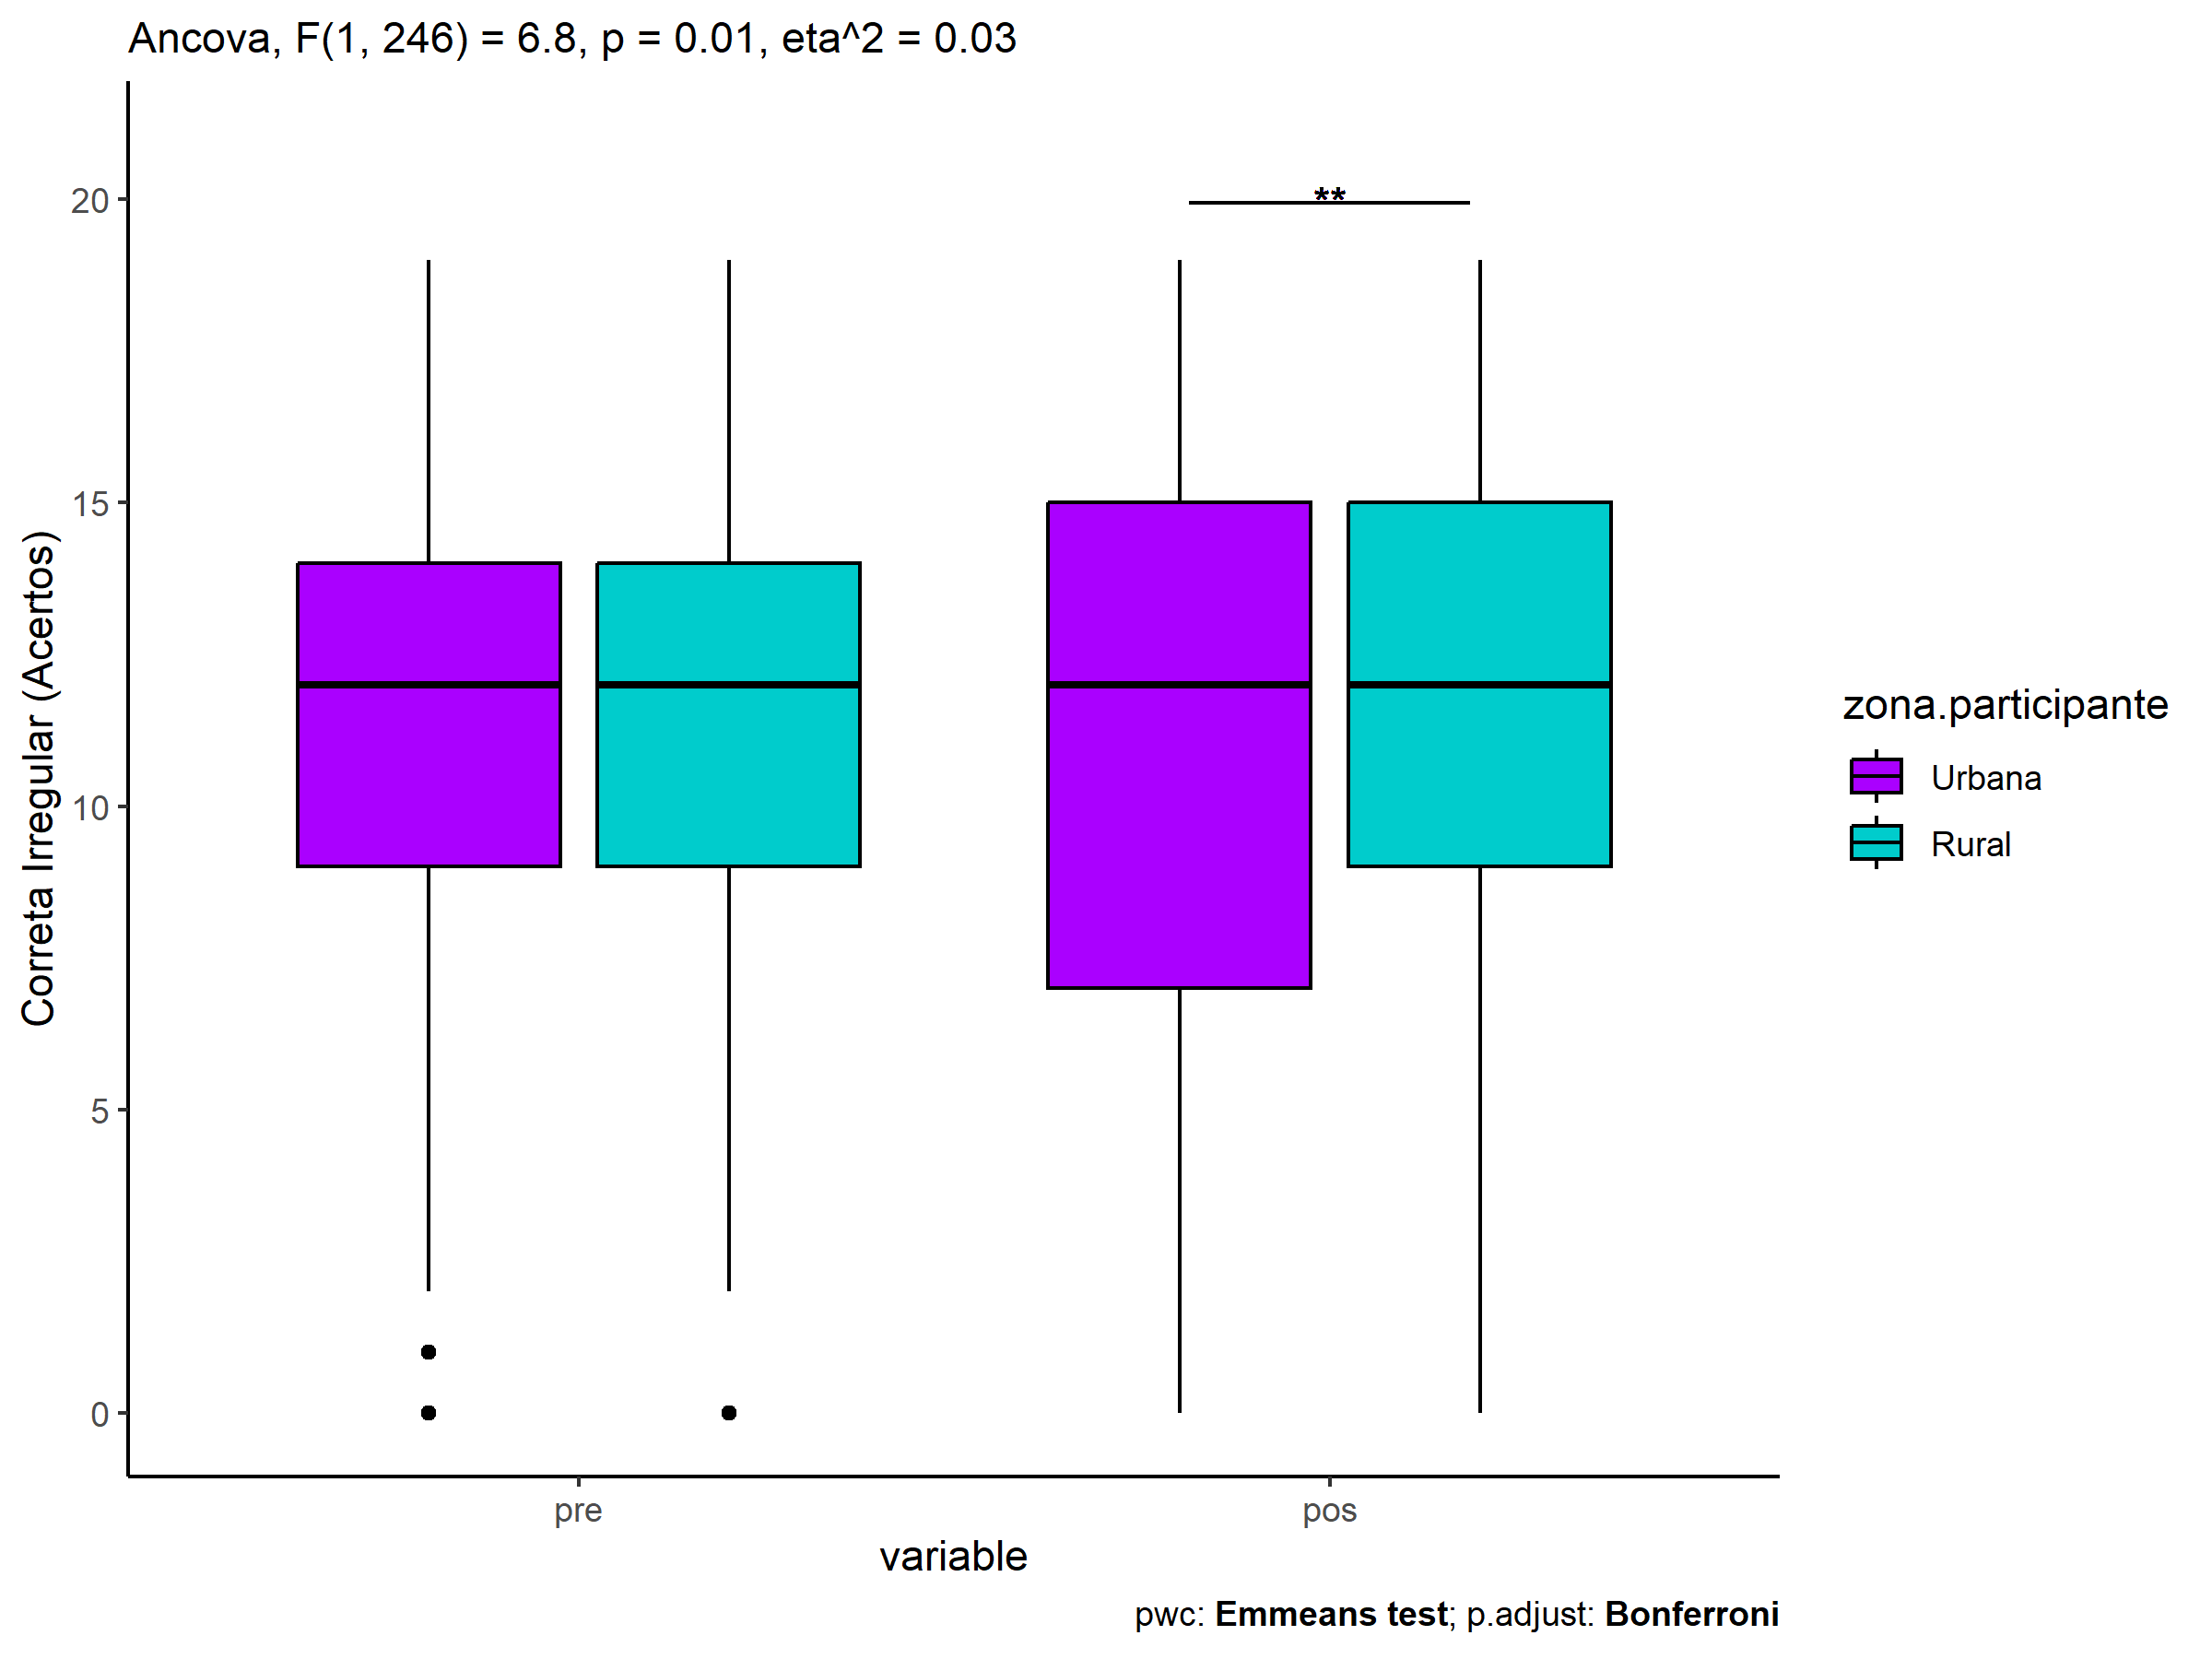 Ancova, F(1, 246) = 6.8, p = 0.01, eta^2 = 0.03
Correta Irregular (Acertos)
20
15
10
5
0
**
pre
pos
variable
zona.participante
Urbana
Rural
pwc: Emmeans test; p.adjust: Bonferroni